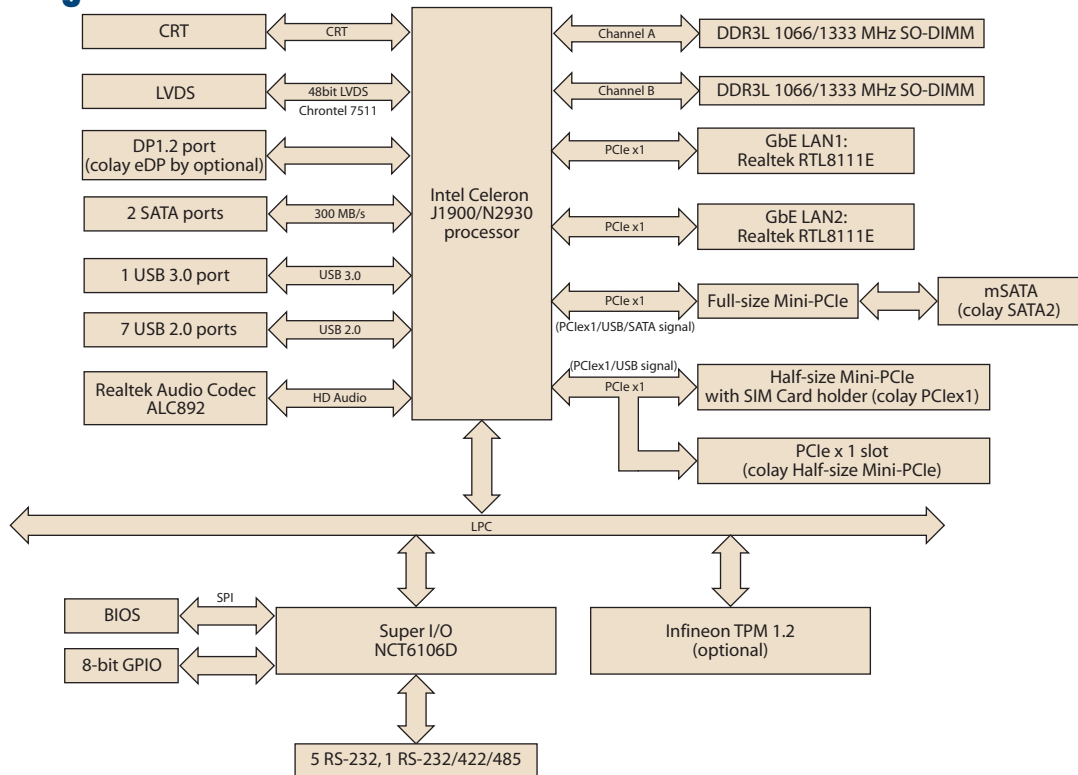 CRT
CRT
LVDS
48bit LVDS
Chrontel 7511
DP1.2 port
(colay eDP by optional)
2 SATA ports
300 MB/s
1 USB 3.0 port
USB 3.0
7 USB 2.0 ports
USB 2.0
Realtek Audio Codec
ALC892
HD Audio
Intel Celeron
J1900/N2930
processor
Channel A
DDR3L 1066/1333 MHz SO-DIMM
Channel B
DDR3L 1066/1333 MHz SO-DIMM
PCIe x1
GbE LAN1:
Realtek RTL8111E
PCIe x1
GbE LAN2:
Realtek RTL8111E
PCIe x1
(PCIex1/USB/SATA signal)
Full-size Mini-PCIe
mSATA
(colay SATA2)
(PCIex1/USB signal)
PCIe x1
Half-size Mini-PCIe
with SIM Card holder (colay PCIex1)
PCIe x 1 slot
(colay Half-size Mini-PCIe)
LPC
BIOS
SPI
8-bit GPIO
Super I/O
NCT6106D
Infineon TPM 1.2
(optional)
5 RS-232, 1 RS-232/422/485